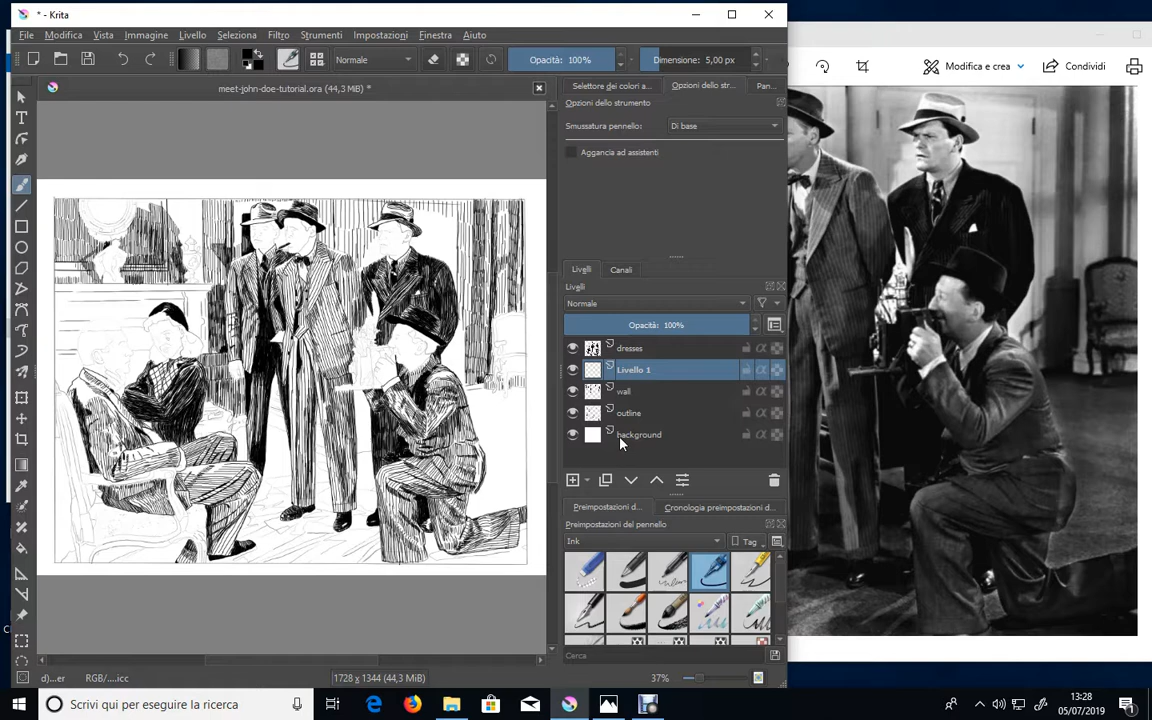 * - Krita
File Modifica Vista Immagine Livello Seleziona Filtro Strumenti Impostazioni Finestra Aiuto
Normale Opacità: 100% Dimensione: 5,00 px
Modifica e crea Condividi
meet-john-doe-tutorial.ora (44,3 MiB) *
Selettore dei colori a... Opzioni dello str... Pan...
Opzioni dello strumento
Smussatura pennello: Di base
Aggancia ad assistenti
Livelli Canali
Livelli
Normale
Opacità: 100%
dresses
Livello 1
wall
outline
background
Preimpostazioni d... Cronologia preimpostazioni d...
Preimpostazioni del pennello
Ink Tag
Cerca
d)...er RGB/....icc 1728 x 1344 (44,3 MiB) 37%
Scrivi qui per eseguire la ricerca
13:28
05/07/2019
1